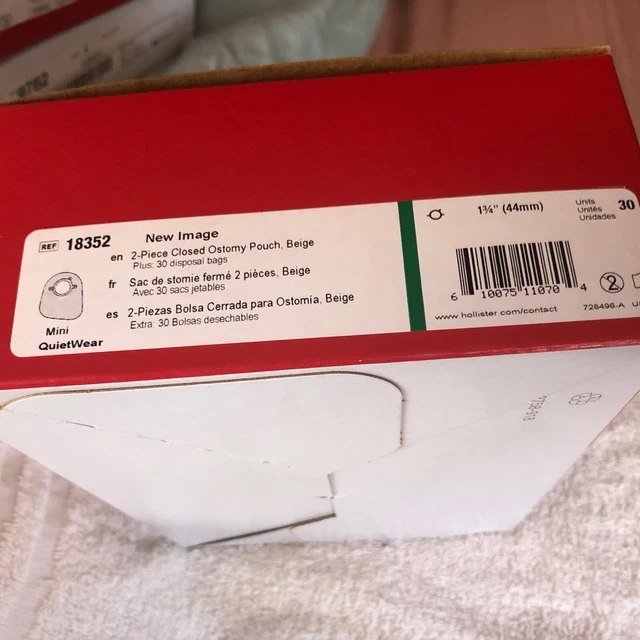 REF 18352
New Image
en 2-Piece Closed Ostomy Pouch, Beige
Plus: 30 disposal bags
fr Sac de stomie fermé 2 pièces, Beige
Avec 30 sacs jetables
es 2-Piezas Bolsa Cerrada para Ostomía, Beige
Extra: 30 Bolsas desechables
Mini
QuietWear
1¾" (44mm)
Units
Unités
Unidades
30
6 10075 11070 4
2
www.hollister.com/contact
728496-A